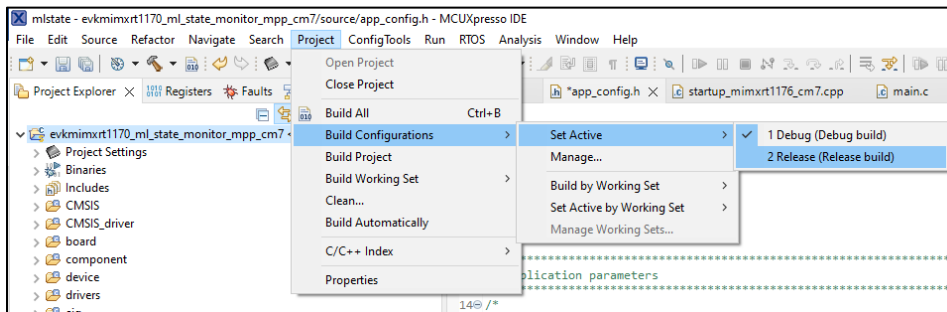 mlstate - evkmimxrt1170_ml_state_monitor_mpp_cm7/source/app_config.h - MCUXpresso IDE
File Edit Source Refactor Navigate Search Project ConfigTools Run RTOS Analysis Window Help
Project Explorer Registers Faults
*app_config.h startup_mimxrt1176_cm7.cpp main.c
Open Project
Close Project
Build All Ctrl+B
Build Configurations
Build Project
Build Working Set
Clean...
Build Automatically
C/C++ Index
Properties
Set Active
Manage...
Build by Working Set
Set Active by Working Set
Manage Working Sets...
1 Debug (Debug build)
2 Release (Release build)
evkmimxrt1170_ml_state_monitor_mpp_cm7
Project Settings
Binaries
Includes
CMSIS
CMSIS_driver
board
component
device
drivers
plication parameters
14 /*